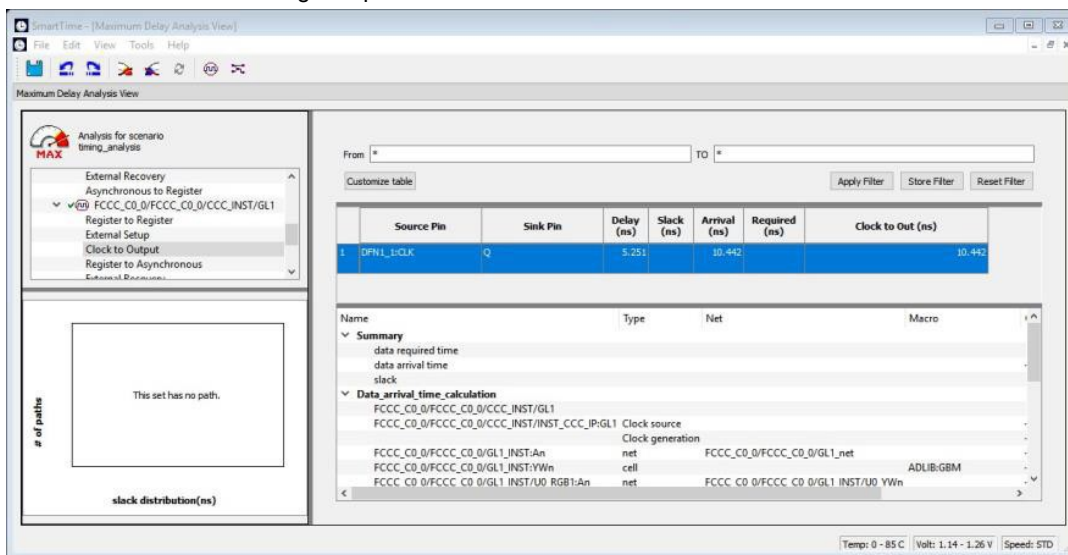 SmartTime - [Maximum Delay Analysis View]
File Edit View Tools Help
Maximum Delay Analysis View
MAX
Analysis for scenario
timing_analysis
External Recovery
Asynchronous to Register
FCCC_C0_0/FCCC_C0_0/CCC_INST/GL1
Register to Register
External Setup
Clock to Output
Register to Asynchronous
External Recovery
# of paths
This set has no path.
slack distribution(ns)
From * TO *
Customize table Apply Filter Store Filter Reset Filter
Source Pin Sink Pin Delay (ns) Slack (ns) Arrival (ns) Required (ns) Clock to Out (ns)
1 DFN1_1:CLK Q 5.251 10.442 10.442
Name Type Net Macro
Summary
data required time
data arrival time
slack
Data_arrival_time_calculation
FCCC_C0_0/FCCC_C0_0/CCC_INST/GL1
FCCC_C0_0/FCCC_C0_0/CCC_INST/INST_CCC_IP:GL1 Clock source
Clock generation
FCCC_C0_0/FCCC_C0_0/GL1_INST:An net FCCC_C0_0/FCCC_C0_0/GL1_net
FCCC_C0_0/FCCC_C0_0/GL1_INST:YWn cell ADLIB:GBM
FCCC_C0_0/FCCC_C0_0/GL1_INST/U0_RGB1:An net FCCC_C0_0/FCCC_C0_0/GL1_INST/U0_YWn
Temp: 0 - 85 C Volt: 1.14 - 1.26 V Speed: STD